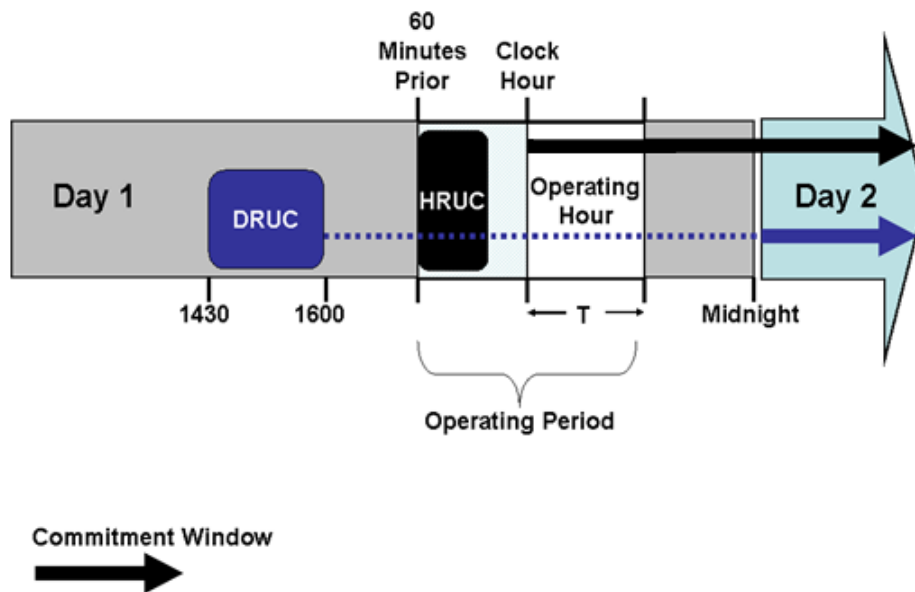 60
Minutes
Prior
Clock
Hour
Day 1
DRUC
HRUC
Operating
Hour
Day 2
1430
1600
T
Midnight
Operating Period
Commitment Window